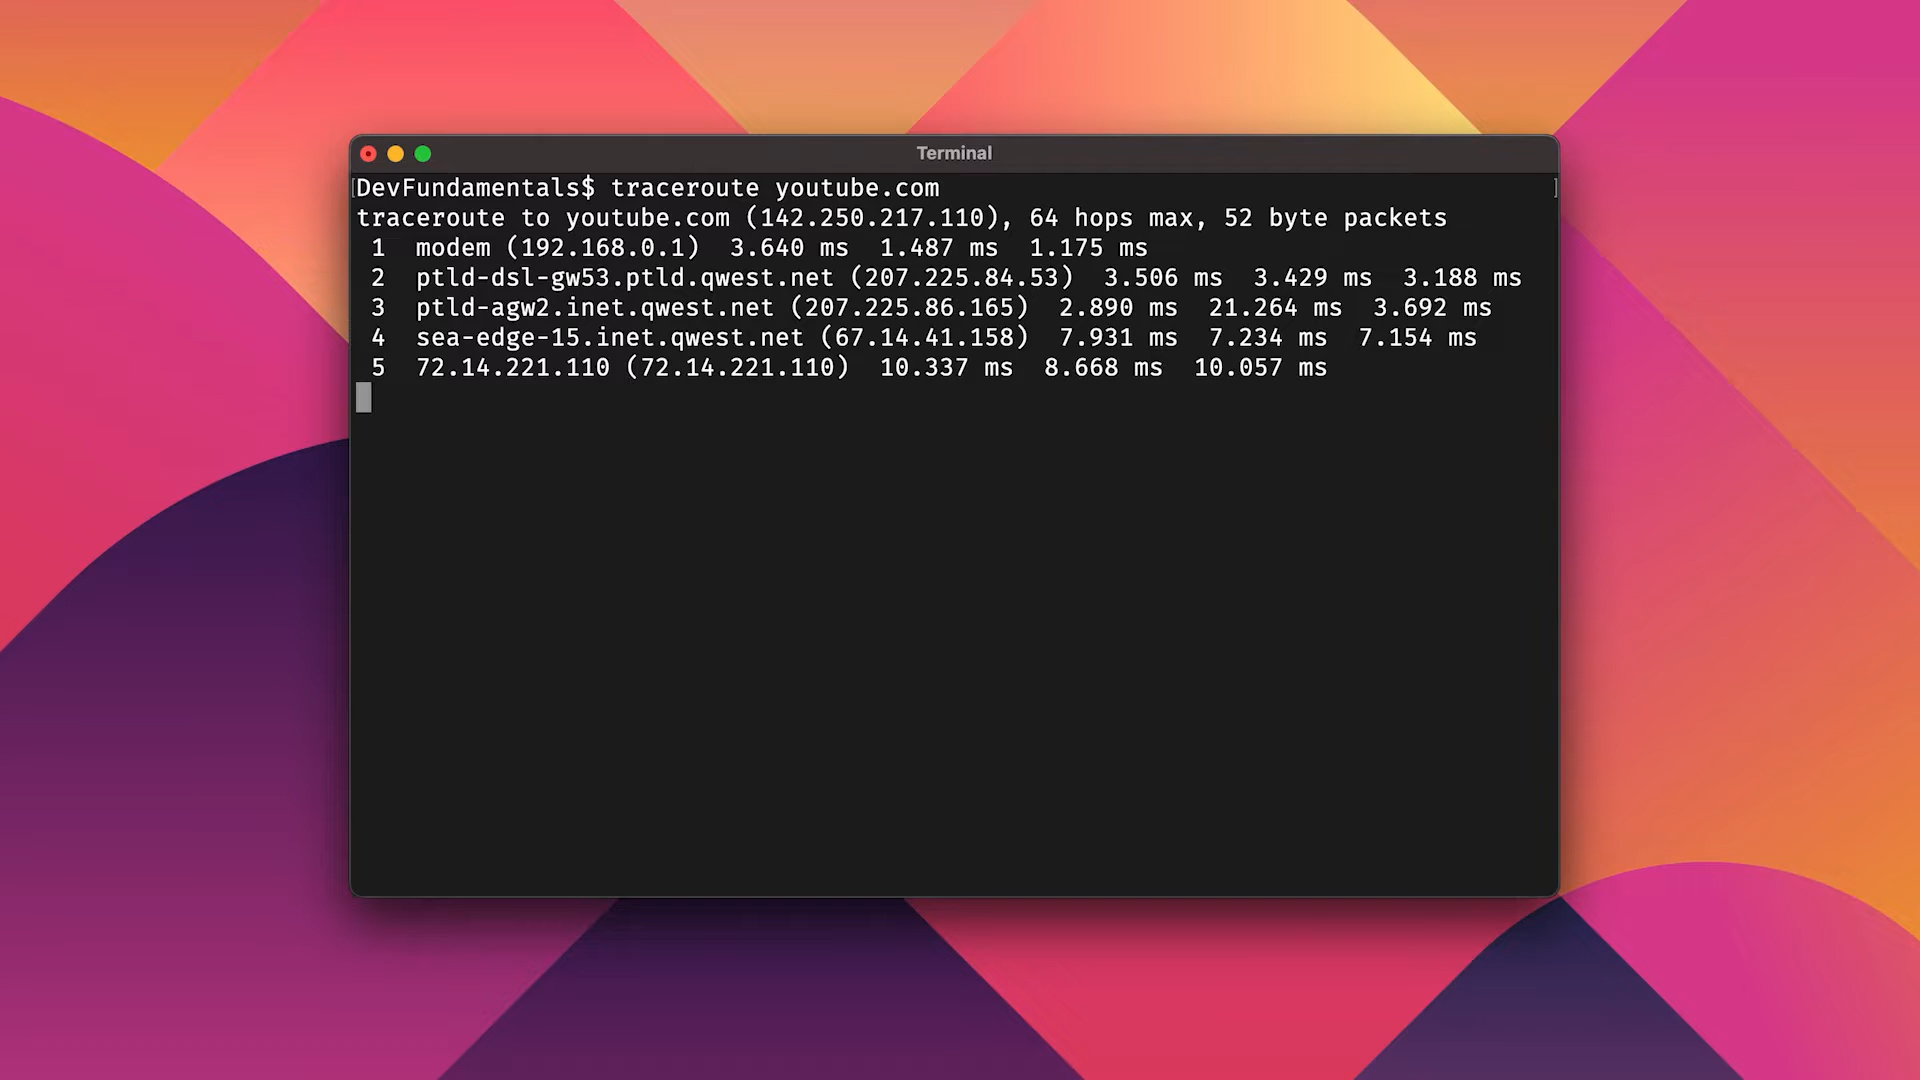 Terminal
[DevFundamentals$ traceroute youtube.com ]
traceroute to youtube.com (142.250.217.110), 64 hops max, 52 byte packets
 1  modem (192.168.0.1)  3.640 ms  1.487 ms  1.175 ms
 2  ptld-dsl-gw53.ptld.qwest.net (207.225.84.53)  3.506 ms  3.429 ms  3.188 ms
 3  ptld-agw2.inet.qwest.net (207.225.86.165)  2.890 ms  21.264 ms  3.692 ms
 4  sea-edge-15.inet.qwest.net (67.14.41.158)  7.931 ms  7.234 ms  7.154 ms
 5  72.14.221.110 (72.14.221.110)  10.337 ms  8.668 ms  10.057 ms